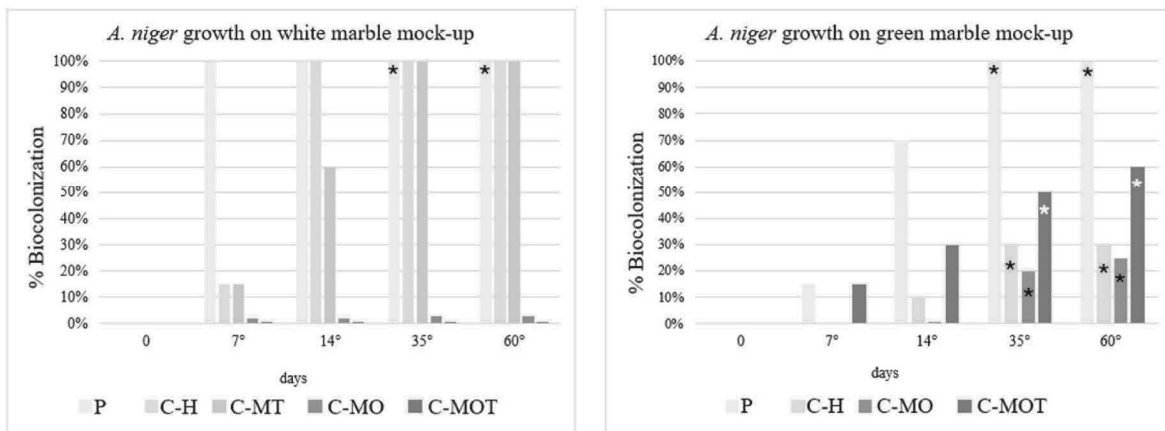 A. niger growth on white marble mock-up
100%
90%
80%
70%
60%
50%
40%
30%
20%
10%
0%
% Biocolonization
* *
0 7° 14° 35° 60°
days
P C-H C-MT C-MO C-MOT
A. niger growth on green marble mock-up
100%
90%
80%
70%
60%
50%
40%
30%
20%
10%
0%
% Biocolonization
* * * * * * * *
0 7° 14° 35° 60°
days
P C-H C-MO C-MOT